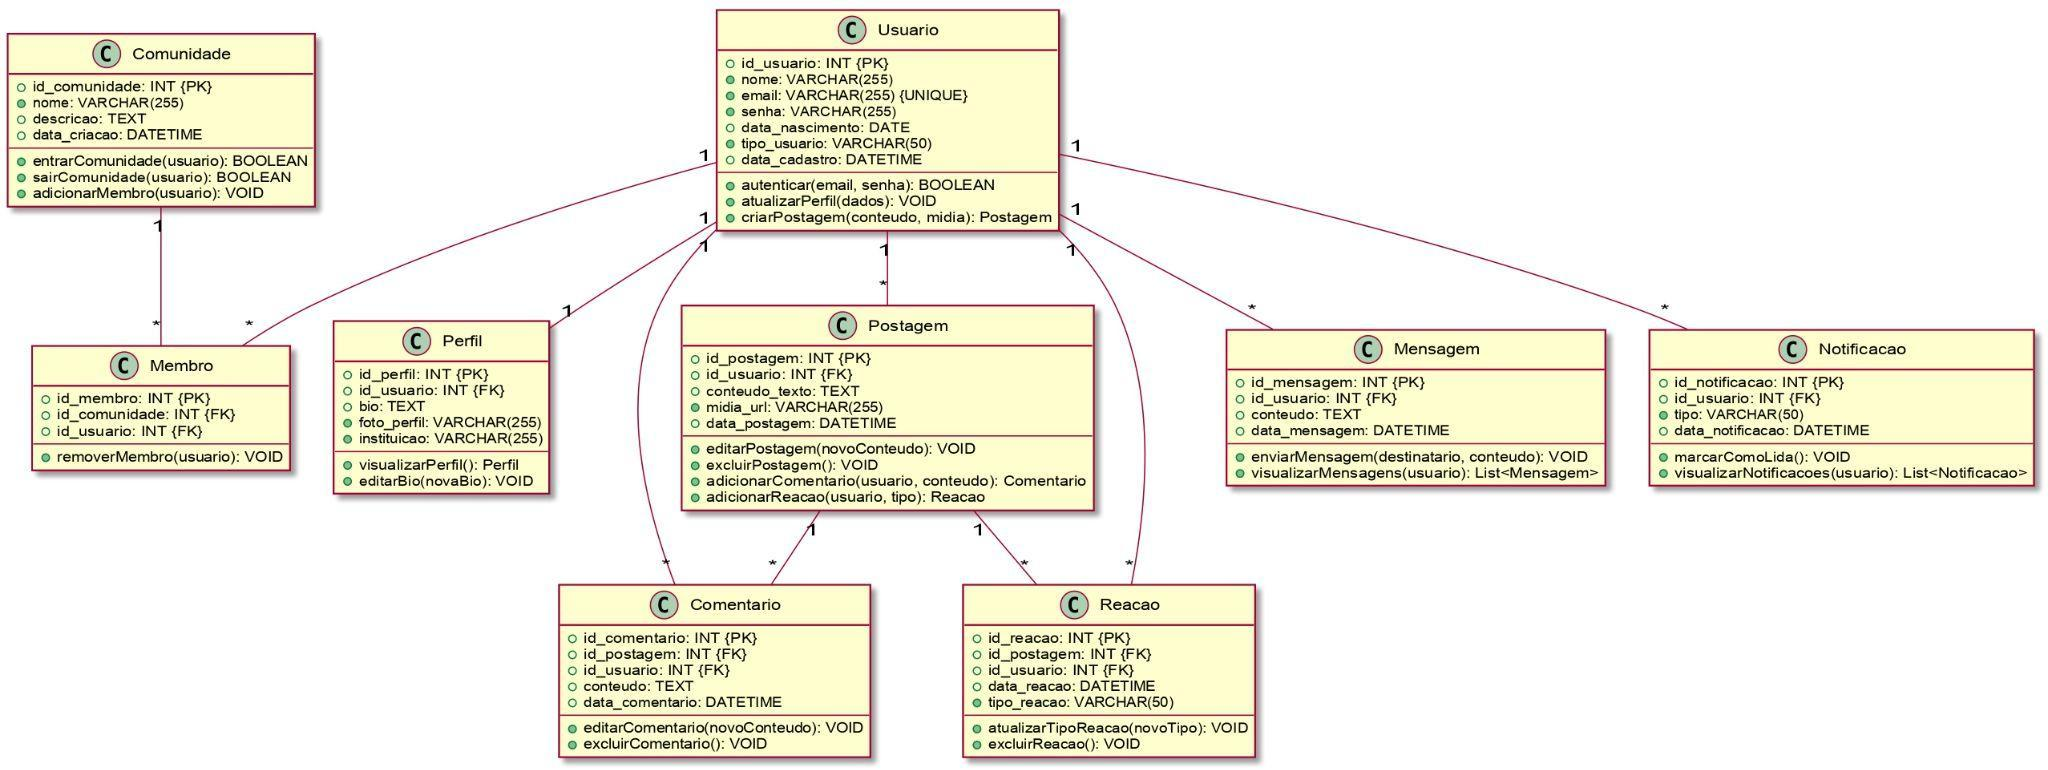 C Comunidade
id_comunidade: INT {PK}
nome: VARCHAR(255)
descricao: TEXT
data_criacao: DATETIME
entrarComunidade(usuario): BOOLEAN
sairComunidade(usuario): BOOLEAN
adicionarMembro(usuario): VOID
C Usuario
id_usuario: INT {PK}
nome: VARCHAR(255)
email: VARCHAR(255) {UNIQUE}
senha: VARCHAR(255)
data_nascimento: DATE
tipo_usuario: VARCHAR(50)
data_cadastro: DATETIME
autenticar(email, senha): BOOLEAN
atualizarPerfil(dados): VOID
criarPostagem(conteudo, midia): Postagem
1
1
1
1
1
1
1
1
*
*
1
*
*
*
C Membro
id_membro: INT {PK}
id_comunidade: INT {FK}
id_usuario: INT {FK}
removerMembro(usuario): VOID
C Perfil
id_perfil: INT {PK}
id_usuario: INT {FK}
bio: TEXT
foto_perfil: VARCHAR(255)
instituicao: VARCHAR(255)
visualizarPerfil(): Perfil
editarBio(novaBio): VOID
C Postagem
id_postagem: INT {PK}
id_usuario: INT {FK}
conteudo_texto: TEXT
midia_url: VARCHAR(255)
data_postagem: DATETIME
editarPostagem(novoConteudo): VOID
excluirPostagem(): VOID
adicionarComentario(usuario, conteudo): Comentario
adicionarReacao(usuario, tipo): Reacao
C Mensagem
id_mensagem: INT {PK}
id_usuario: INT {FK}
conteudo: TEXT
data_mensagem: DATETIME
enviarMensagem(destinatario, conteudo): VOID
visualizarMensagens(usuario): List<Mensagem>
C Notificacao
id_notificacao: INT {PK}
id_usuario: INT {FK}
tipo: VARCHAR(50)
data_notificacao: DATETIME
marcarComoLida(): VOID
visualizarNotificacoes(usuario): List<Notificacao>
1
1
*
*
*
*
C Comentario
id_comentario: INT {PK}
id_postagem: INT {FK}
id_usuario: INT {FK}
conteudo: TEXT
data_comentario: DATETIME
editarComentario(novoConteudo): VOID
excluirComentario(): VOID
C Reacao
id_reacao: INT {PK}
id_postagem: INT {FK}
id_usuario: INT {FK}
data_reacao: DATETIME
tipo_reacao: VARCHAR(50)
atualizarTipoReacao(novoTipo): VOID
excluirReacao(): VOID